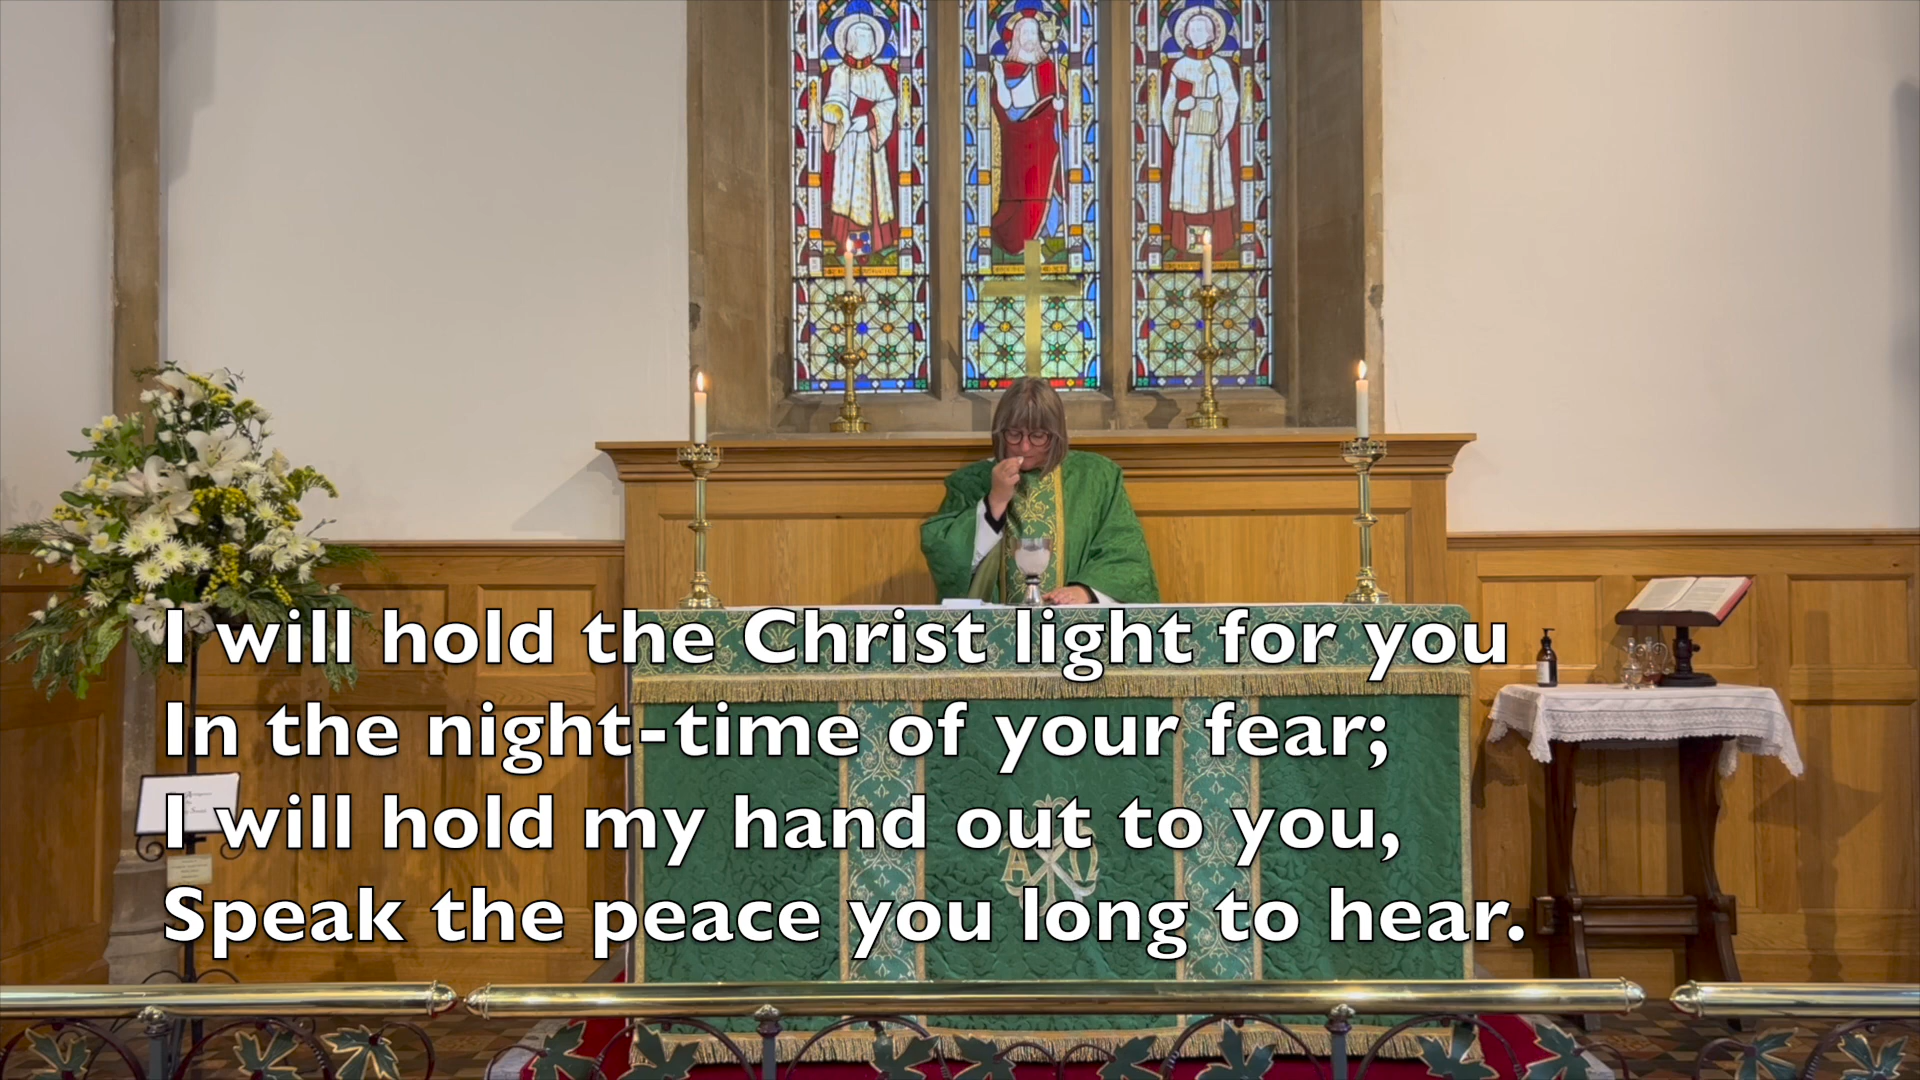 I will hold the Christ light for you
In the night-time of your fear;
I will hold my hand out to you,
Speak the peace you long to hear.